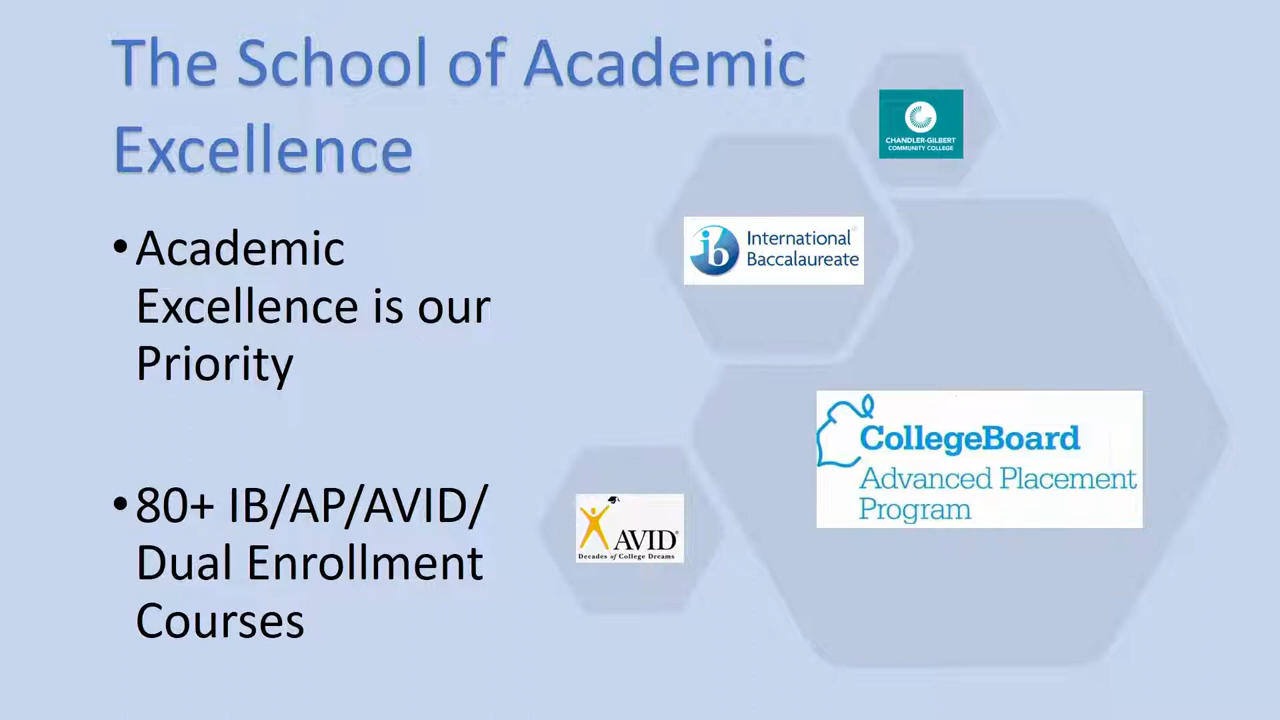 The School of Academic
Excellence
•Academic
Excellence is our
Priority
•80+ IB/AP/AVID/
Dual Enrollment
Courses
CHANDLER-GILBERT
COMMUNITY COLLEGE
ib International
Baccalaureate
CollegeBoard
Advanced Placement
Program
AVID®
Decades of College Dreams